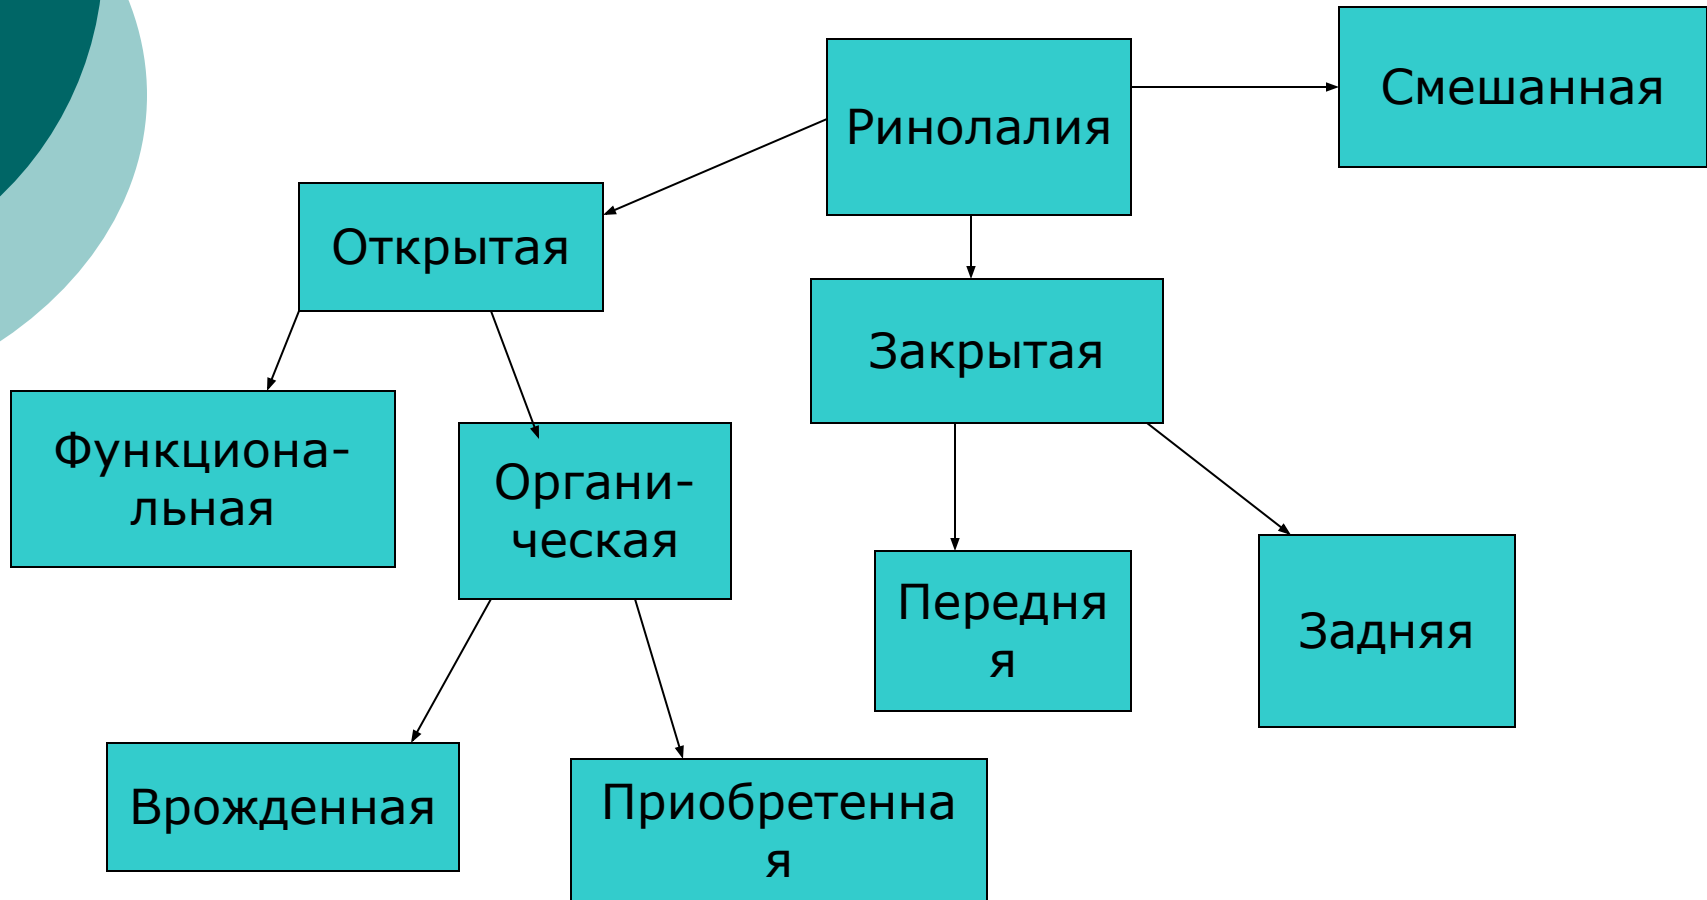 Смешанная
Ринолалия
Открытая
Закрытая
Функциона-
льная
Органи-
ческая
Передня
я
Задняя
Врожденная
Приобретенна
я